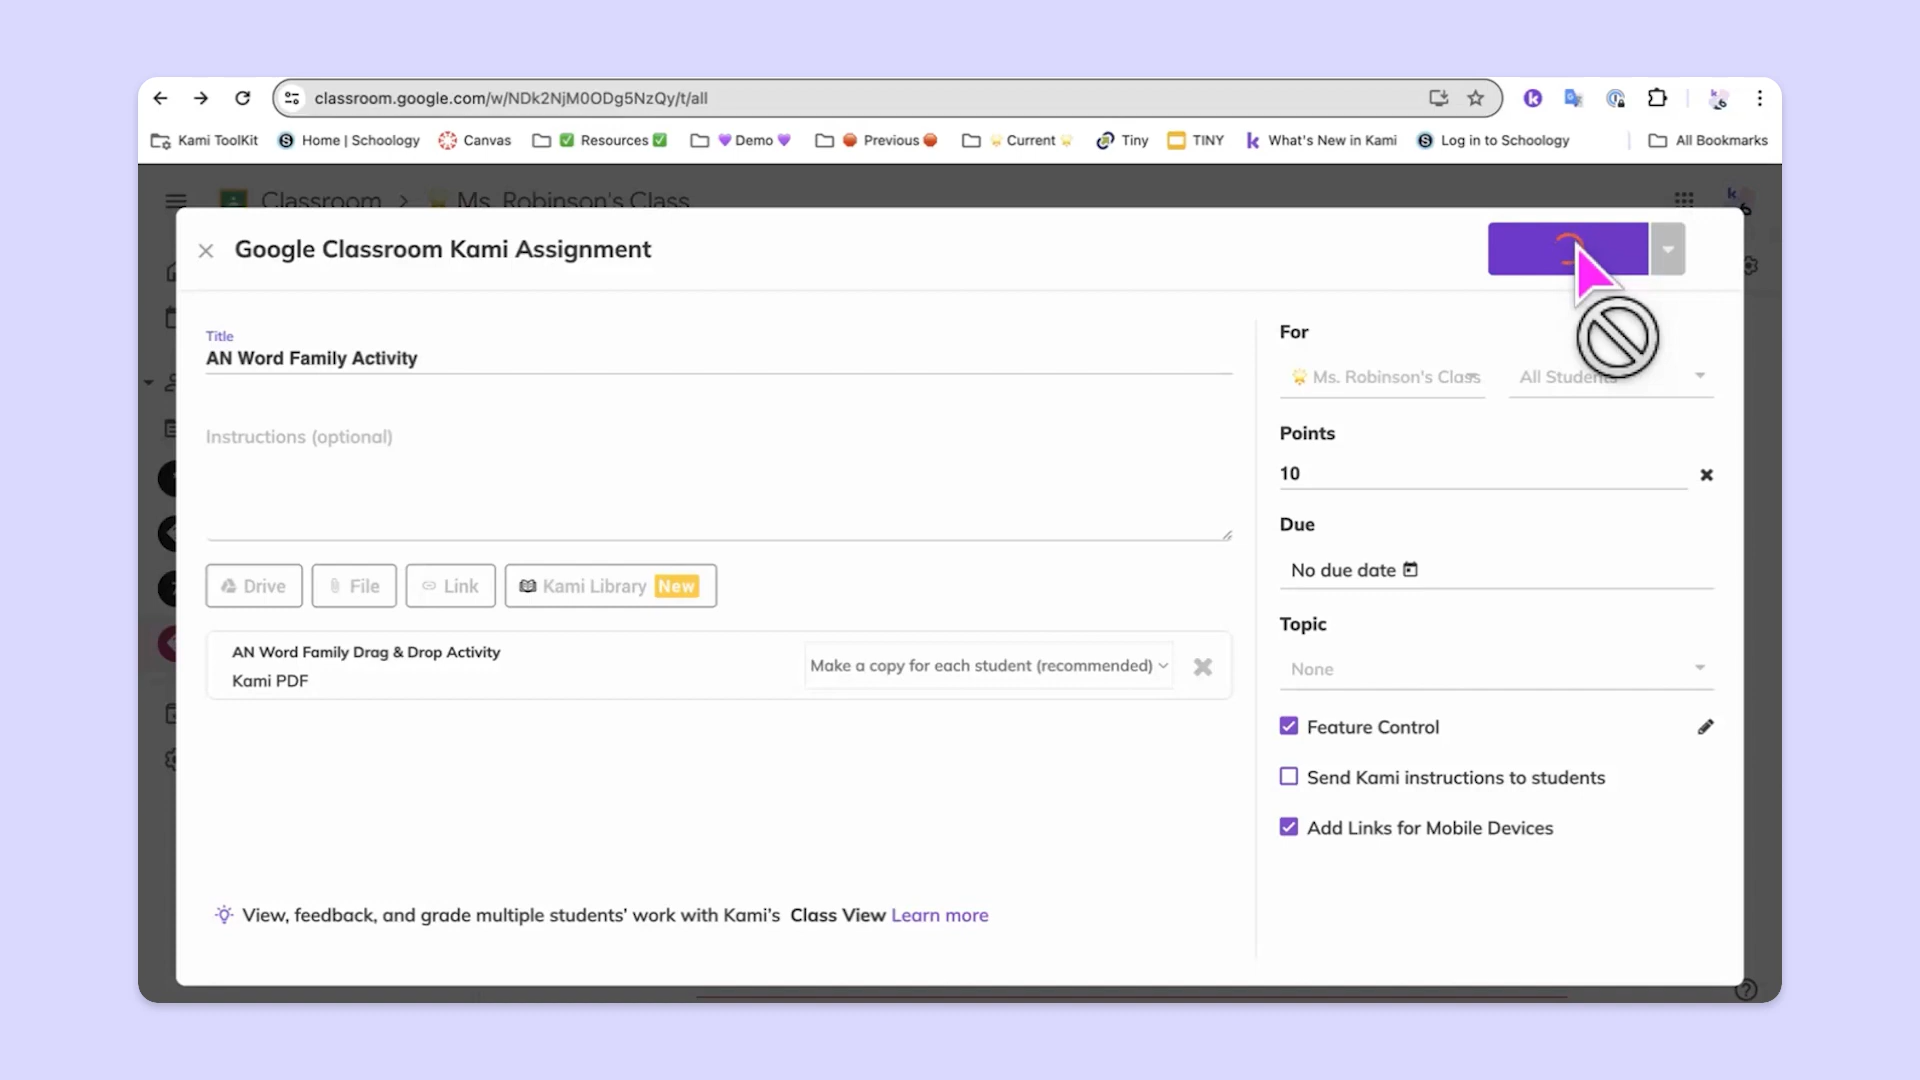 classroom.google.com/w/NDk2NjM0ODg5NzQy/t/all
Kami ToolKit Home | Schoology Canvas ✅ Resources ✅ 💜 Demo 💜 Previous Current Tiny TINY What's New in Kami Log in to Schoology All Bookmarks
Classroom > Ms. Robinson's Class
Google Classroom Kami Assignment
Title
AN Word Family Activity
Instructions (optional)
Drive File Link Kami Library New
AN Word Family Drag & Drop Activity
Kami PDF
Make a copy for each student (recommended)
View, feedback, and grade multiple students' work with Kami's Class View Learn more
For
Ms. Robinson's Class All Students
Points
10
Due
No due date
Topic
None
Feature Control
Send Kami instructions to students
Add Links for Mobile Devices